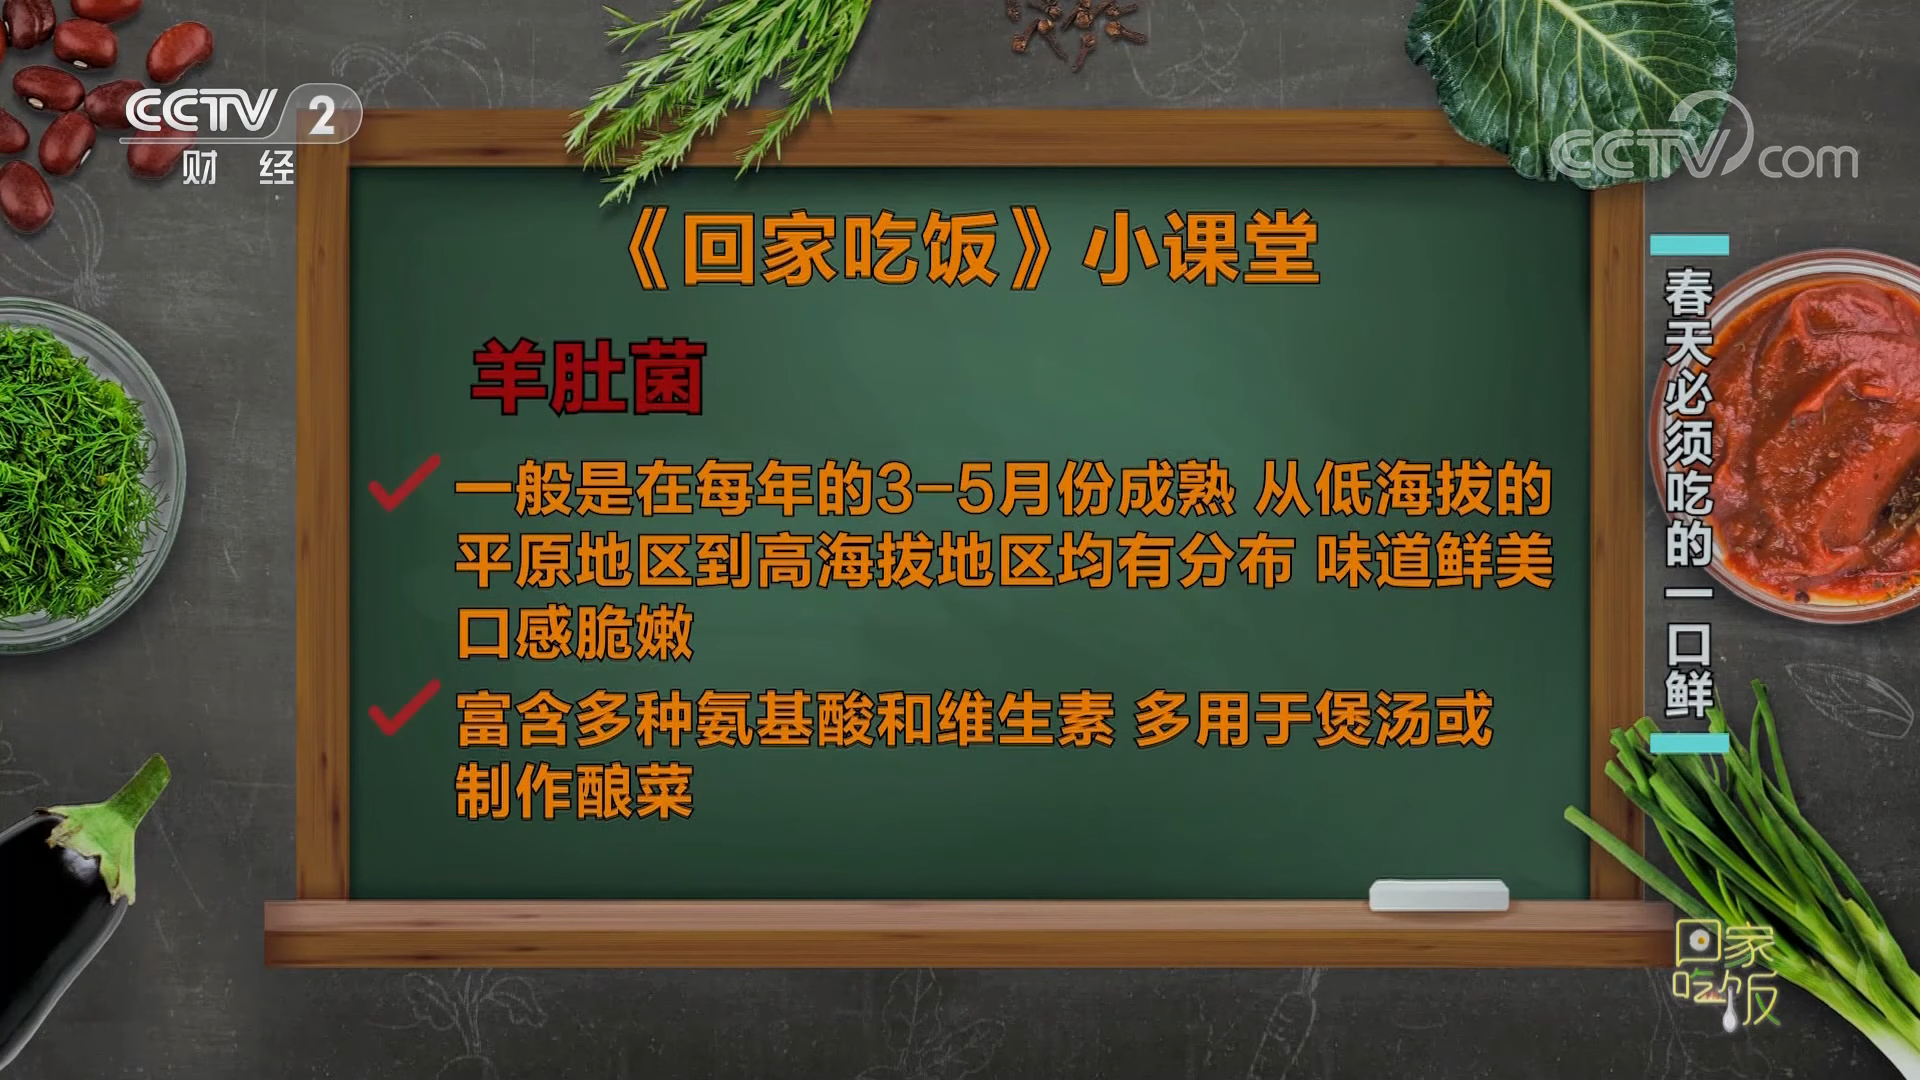 CCTV 2
财 经
CCTV com
《回家吃饭》小课堂
羊肚菌
一般是在每年的3-5月份成熟 从低海拔的
平原地区到高海拔地区均有分布 味道鲜美
口感脆嫩
富含多种氨基酸和维生素 多用于煲汤或
制作酿菜
春天必须吃的一口鲜
回家
吃饭